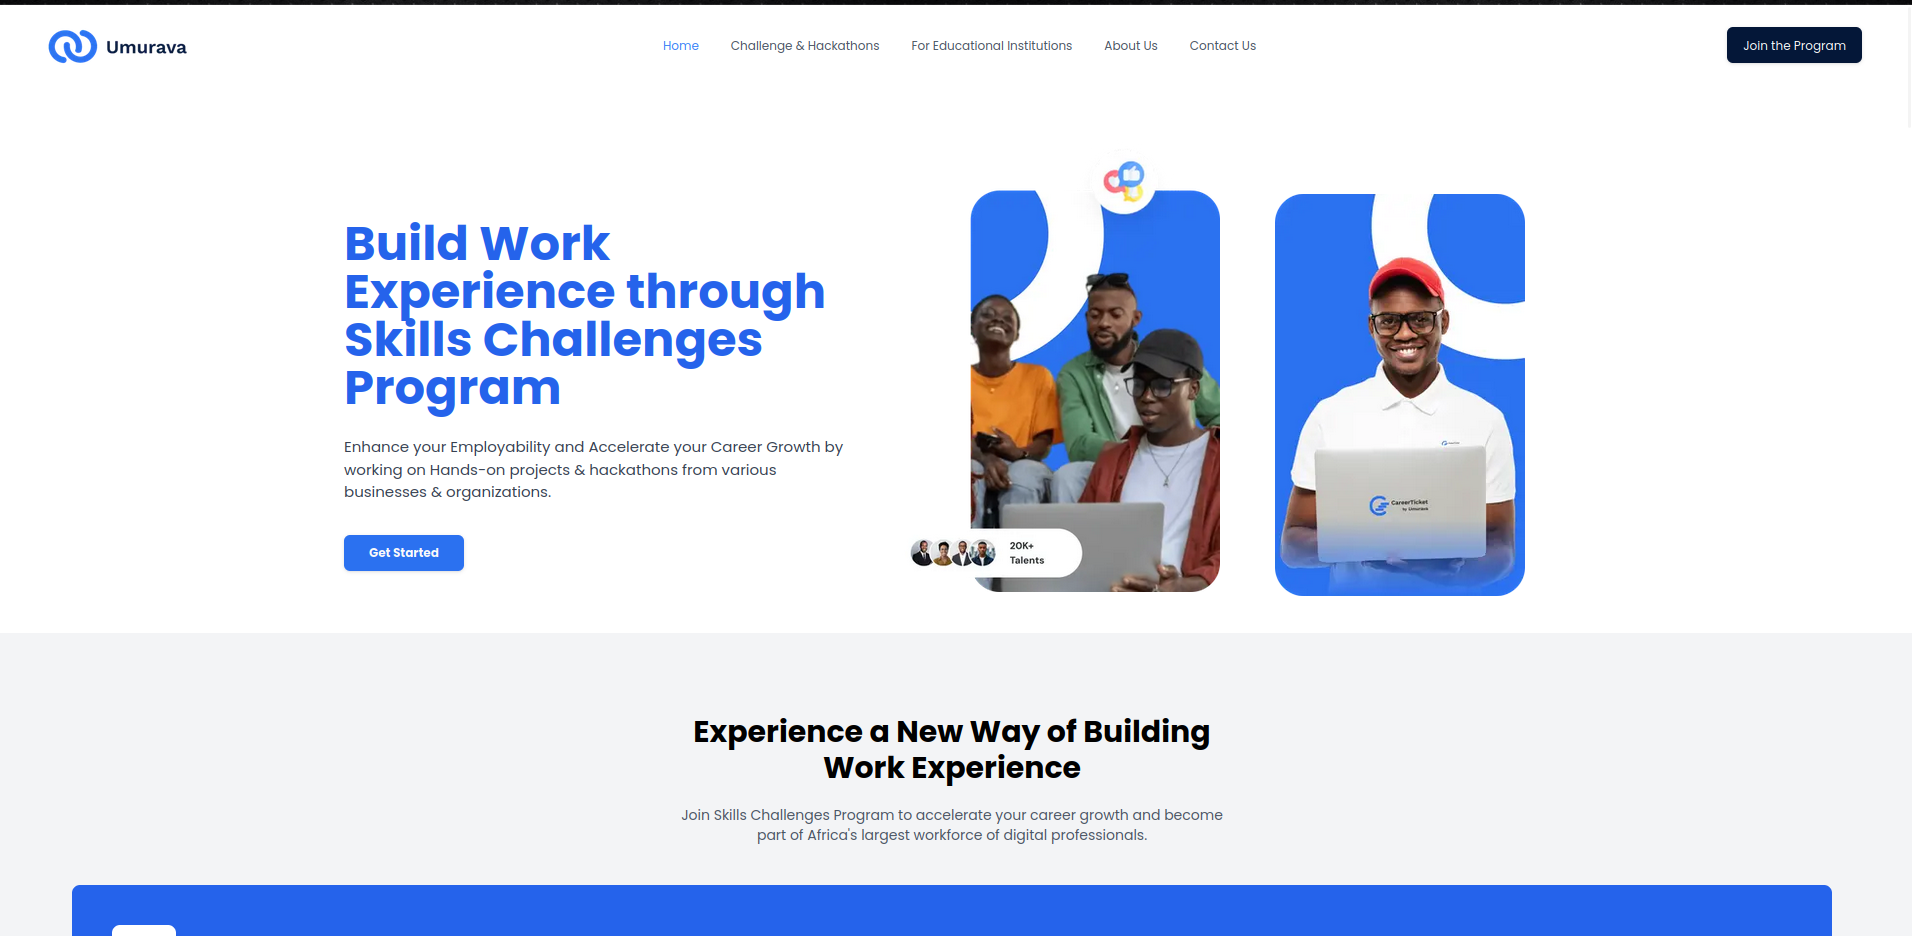 Umurava
Home
Challenge & Hackathons
For Educational Institutions
About Us
Contact Us
Join the Program
Build Work
Experience through
Skills Challenges
Program
Enhance your Employability and Accelerate your Career Growth by
working on Hands-on projects & hackathons from various
businesses & organizations.
Get Started
20K+
Talents
CareerTicket
by Umurava
Experience a New Way of Building
Work Experience
Join Skills Challenges Program to accelerate your career growth and become
part of Africa's largest workforce of digital professionals.